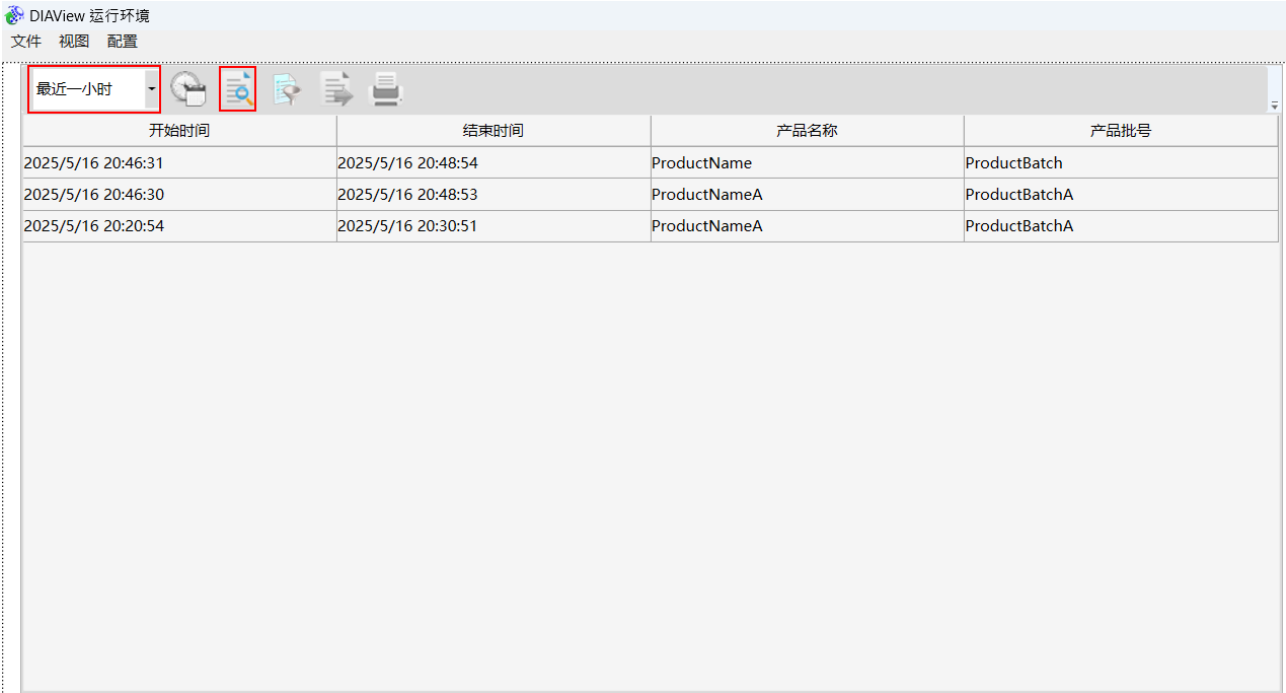 DIAView 运行环境
文件 视图 配置
最近一小时
开始时间 结束时间 产品名称 产品批号
2025/5/16 20:46:31 2025/5/16 20:48:54 ProductName ProductBatch
2025/5/16 20:46:30 2025/5/16 20:48:53 ProductNameA ProductBatchA
2025/5/16 20:20:54 2025/5/16 20:30:51 ProductNameA ProductBatchA